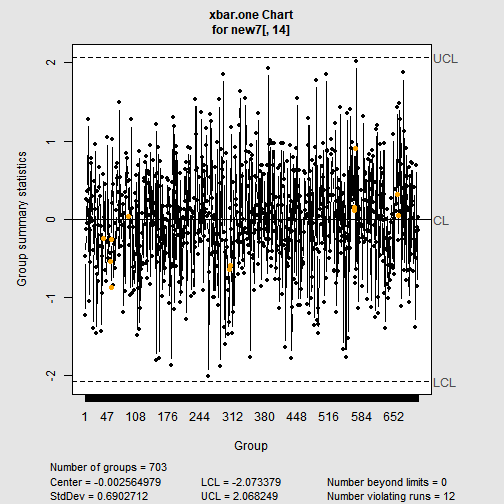 xbar.one Chart
for new7[, 14]
Group summary statistics
2
1
0
-1
-2
UCL
CL
LCL
1 47 108 176 244 312 380 448 516 584 652
Group
Number of groups = 703
Center = -0.002564979 LCL = -2.073379 Number beyond limits = 0
StdDev = 0.6902712 UCL = 2.068249 Number violating runs = 12